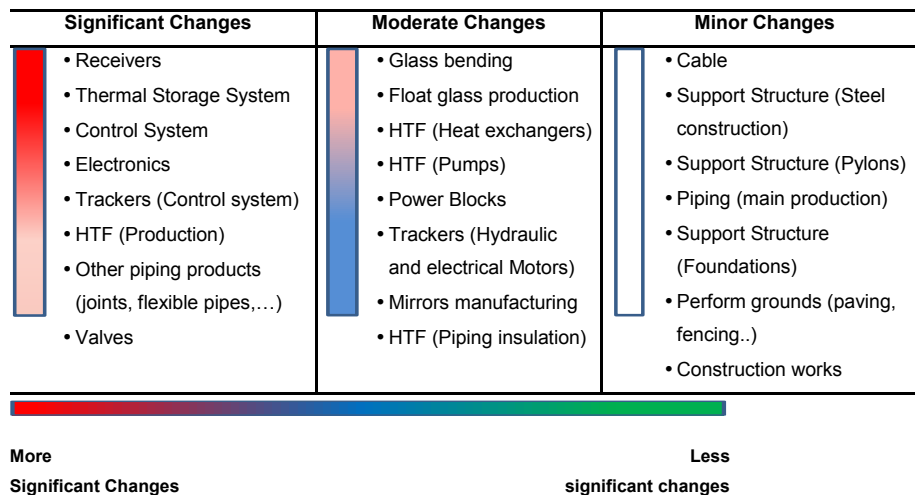 Significant Changes
Moderate Changes
Minor Changes
• Receivers
• Thermal Storage System
• Control System
• Electronics
• Trackers (Control system)
• HTF (Production)
• Other piping products
(joints, flexible pipes,…)
• Valves
• Glass bending
• Float glass production
• HTF (Heat exchangers)
• HTF (Pumps)
• Power Blocks
• Trackers (Hydraulic
and electrical Motors)
• Mirrors manufacturing
• HTF (Piping insulation)
• Cable
• Support Structure (Steel
construction)
• Support Structure (Pylons)
• Piping (main production)
• Support Structure
(Foundations)
• Perform grounds (paving,
fencing..)
• Construction works
More
Significant Changes
Less
significant changes